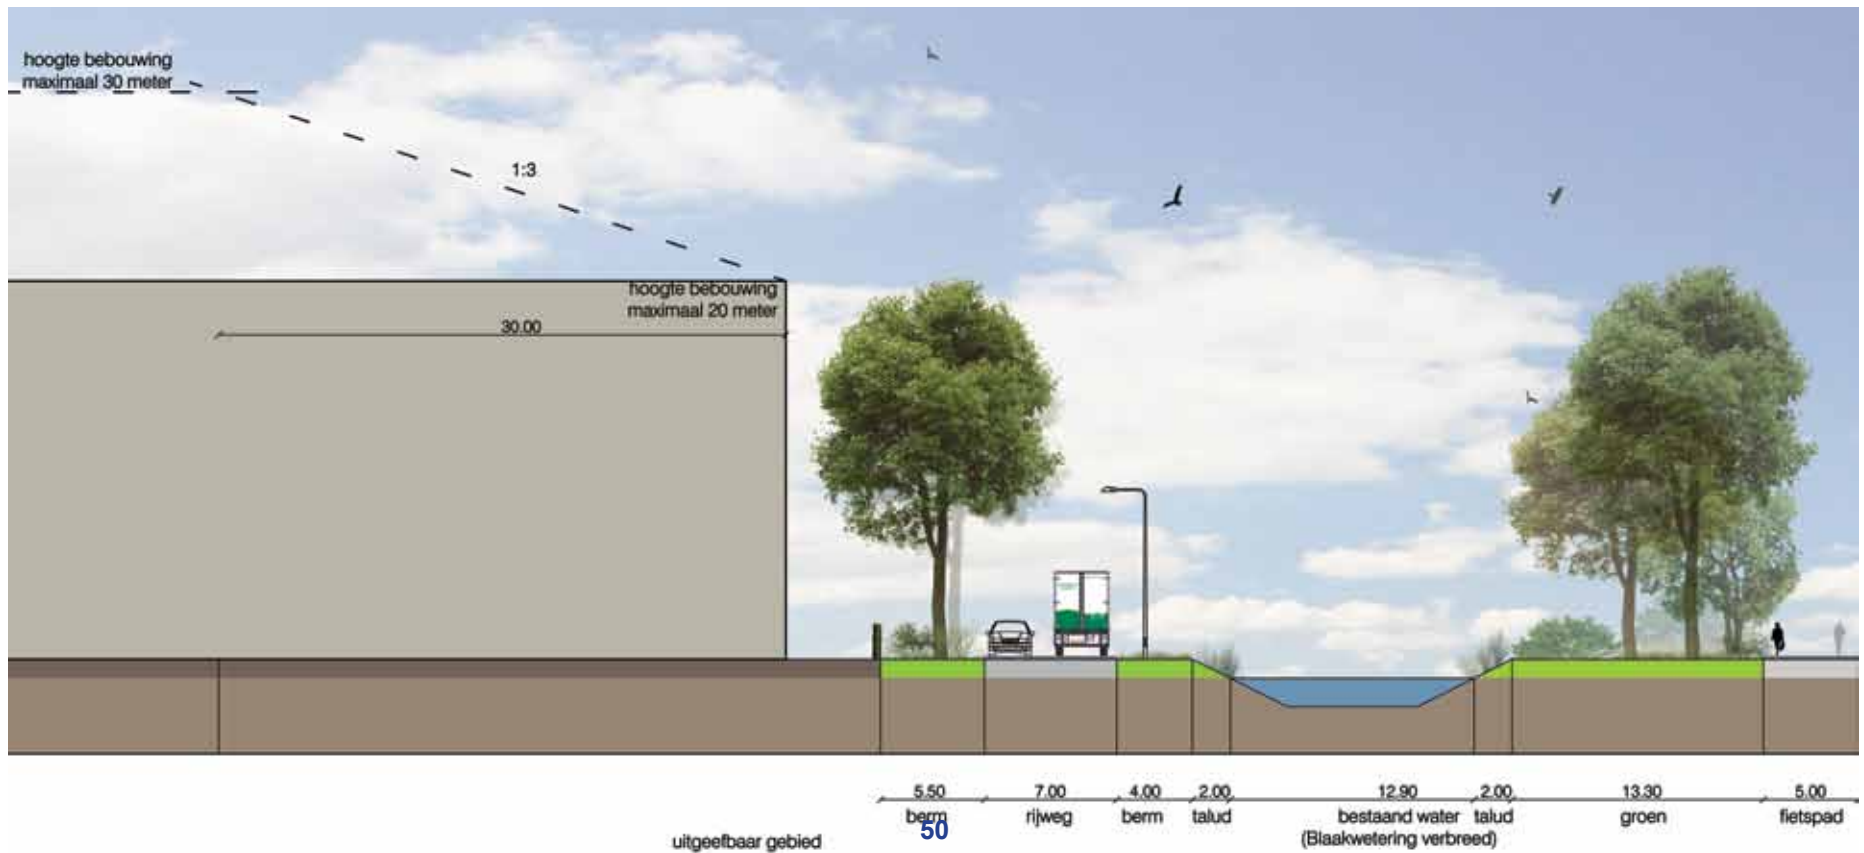 hoogte bebouwing
maximaal 30 meter
1:3
hoogte bebouwing
maximaal 20 meter
30.00
5.50
7.00
4.00
2.00
12.90
2.00
13.30
5.00
berm
rijweg
berm
talud
bestaand water
talud
groen
fietspad
(Blaakwetering verbreed)
50
uitgeefbaar gebied